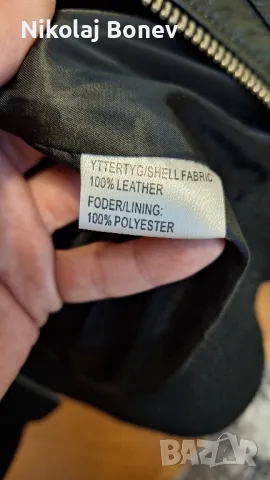 Nikolaj Bonev
YTTERTYG/SHELL FABRIC
100% LEATHER
FODER/LINING:
100% POLYESTER
BAZAR